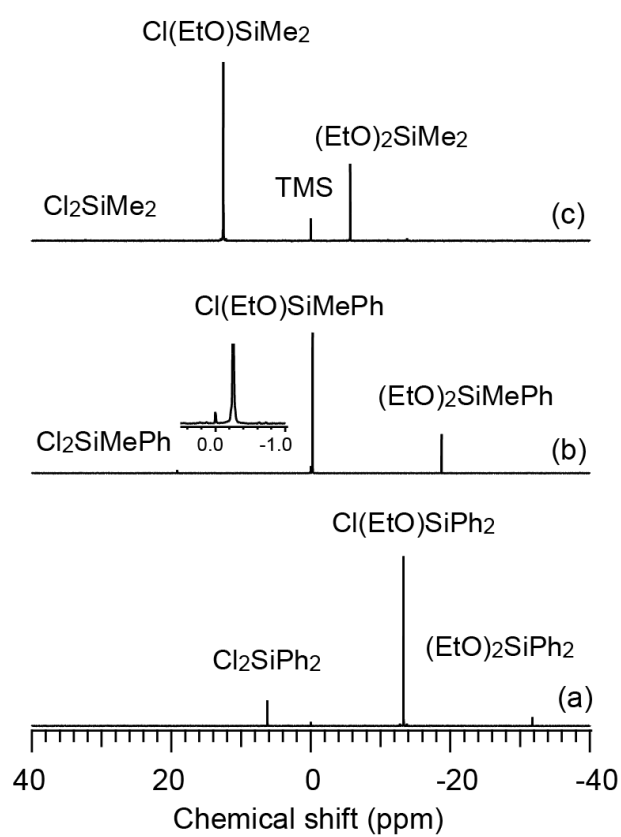 Cl2SiMe2
Cl(EtO)SiMe2
TMS
(EtO)2SiMe2
(c)
Cl2SiMePh
Cl(EtO)SiMePh
0.0 -1.0
(EtO)2SiMePh
(b)
Cl2SiPh2
Cl(EtO)SiPh2
(EtO)2SiPh2
(a)
40 20 0 -20 -40
Chemical shift (ppm)